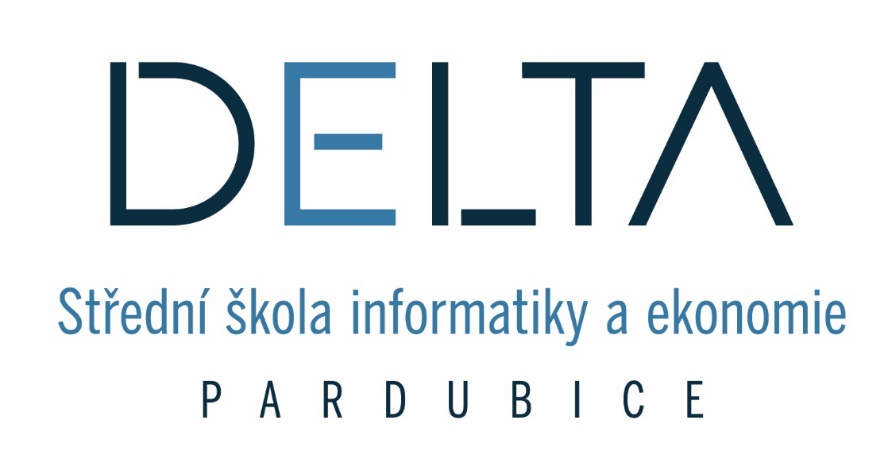 DELTA
Střední škola informatiky a ekonomie
PARDUBICE